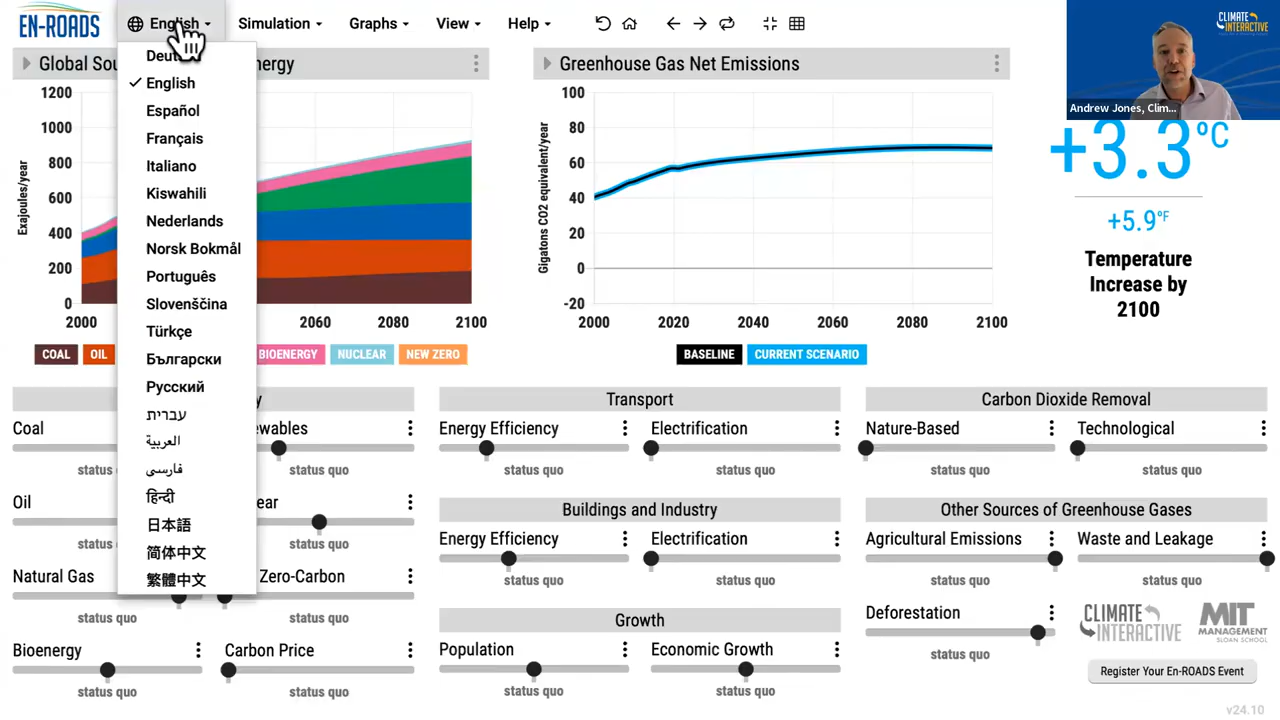 EN-ROADS
English
Simulation
Graphs
View
Help
Deut
English
Español
Français
Italiano
Kiswahili
Nederlands
Norsk Bokmål
Português
Slovenščina
Türkçe
Български
Русский
עברית
العربية
فارسی
हिन्दी
日本語
简体中文
繁體中文
Global Sou
nergy
Exajoules/year
1200
1000
800
600
400
200
0
2000
2060
2080
2100
COAL
OIL
BIOENERGY
NUCLEAR
NEW ZERO
Greenhouse Gas Net Emissions
Gigatons CO2 equivalent/year
100
80
60
40
20
0
-20
2000
2020
2040
2060
2080
2100
BASELINE
CURRENT SCENARIO
CLIMATE
INTERACTIVE
Andrew Jones, Clim...
+3.3°C
+5.9°F
Temperature
Increase by
2100
y
Coal
status q
ewables
status quo
Oil
status
ear
status quo
Natural Gas
status quo
Zero-Carbon
status quo
Bioenergy
status quo
Carbon Price
status quo
Transport
Energy Efficiency
status quo
Electrification
status quo
Buildings and Industry
Energy Efficiency
status quo
Electrification
status quo
Growth
Population
status quo
Economic Growth
status quo
Carbon Dioxide Removal
Nature-Based
status quo
Technological
status quo
Other Sources of Greenhouse Gases
Agricultural Emissions
status quo
Waste and Leakage
status quo
Deforestation
status quo
CLIMATE
INTERACTIVE
MIT
MANAGEMENT
SLOAN SCHOOL
Register Your En-ROADS Event
v24.10